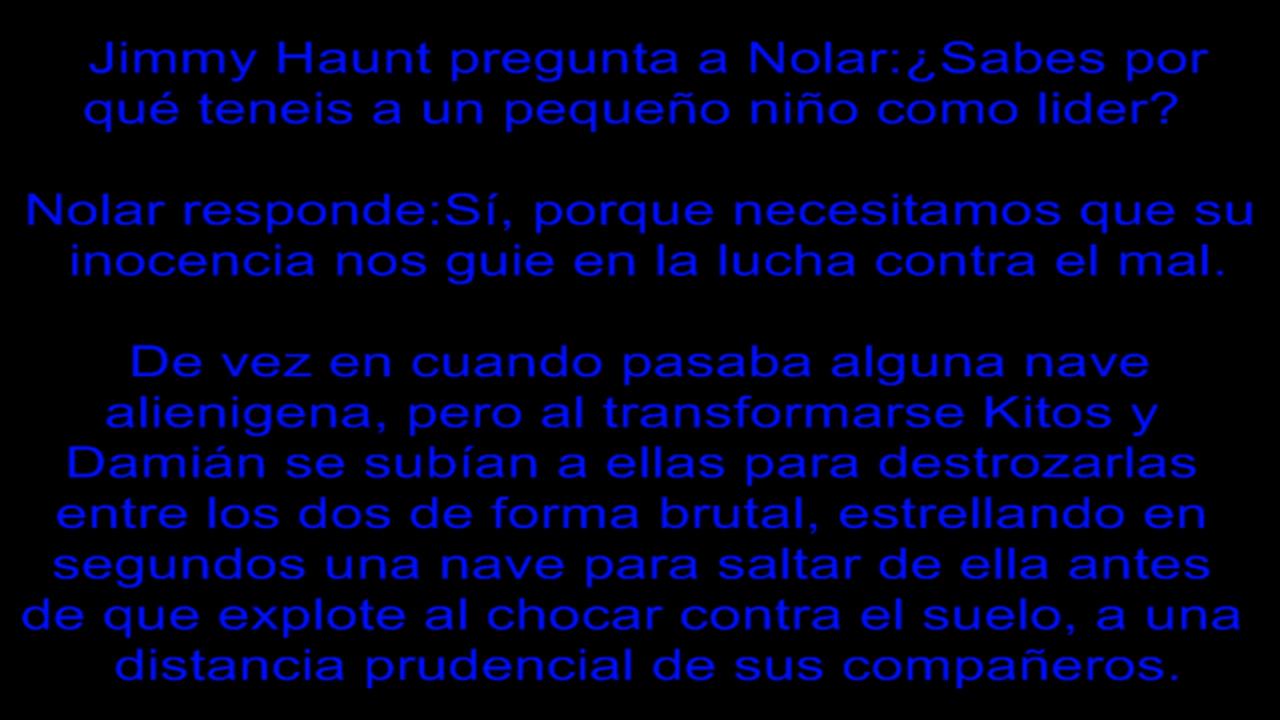 Jimmy Haunt pregunta a Nolar:¿Sabes por
qué teneis a un pequeño niño como lider?
Nolar responde:Sí, porque necesitamos que su
inocencia nos guie en la lucha contra el mal.
De vez en cuando pasaba alguna nave
alienigena, pero al transformarse Kitos y
Damián se subían a ellas para destrozarlas
entre los dos de forma brutal, estrellando en
segundos una nave para saltar de ella antes
de que explote al chocar contra el suelo, a una
distancia prudencial de sus compañeros.